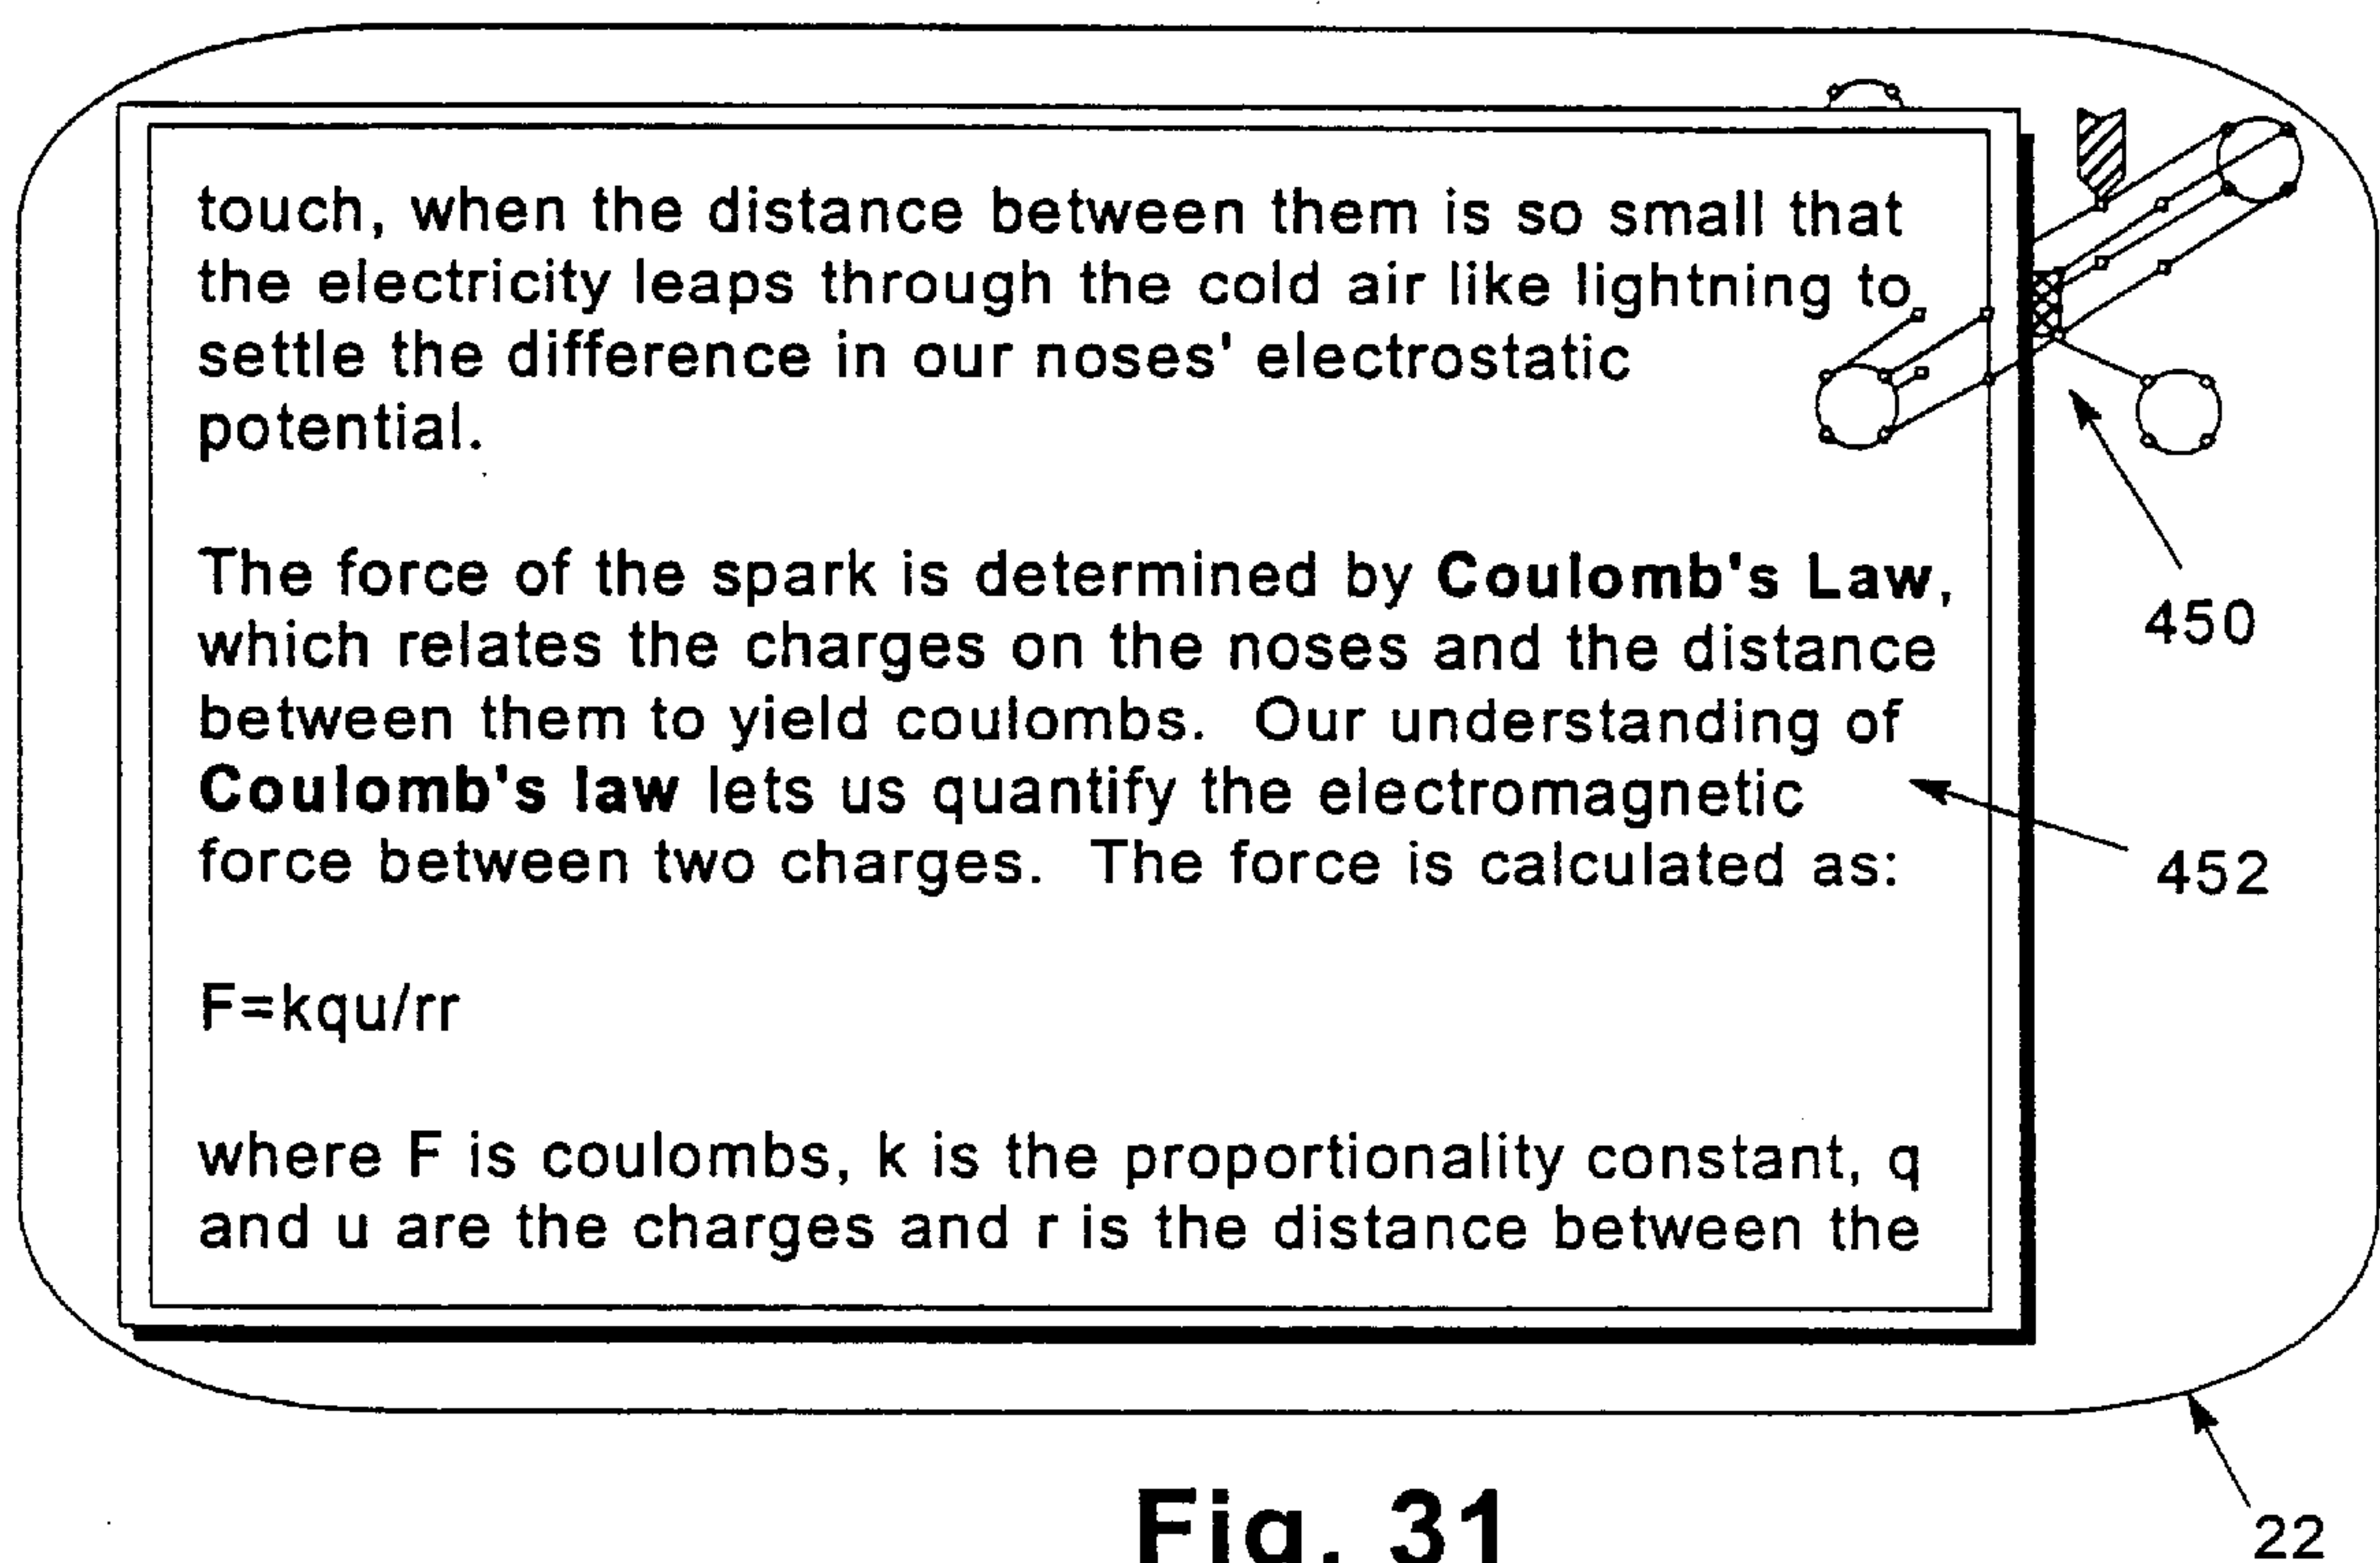 touch, when the distance between them is so small that
the electricity leaps through the cold air like lightning to
settle the difference in our noses' electrostatic
potential.
The force of the spark is determined by Coulomb's Law,
which relates the charges on the noses and the distance
between them to yield coulombs.  Our understanding of
Coulomb's law lets us quantify the electromagnetic
force between two charges.  The force is calculated as:
F=kqu/rr
where F is coulombs, k is the proportionality constant, q
and u are the charges and r is the distance between the
450
452
22
Fig. 31